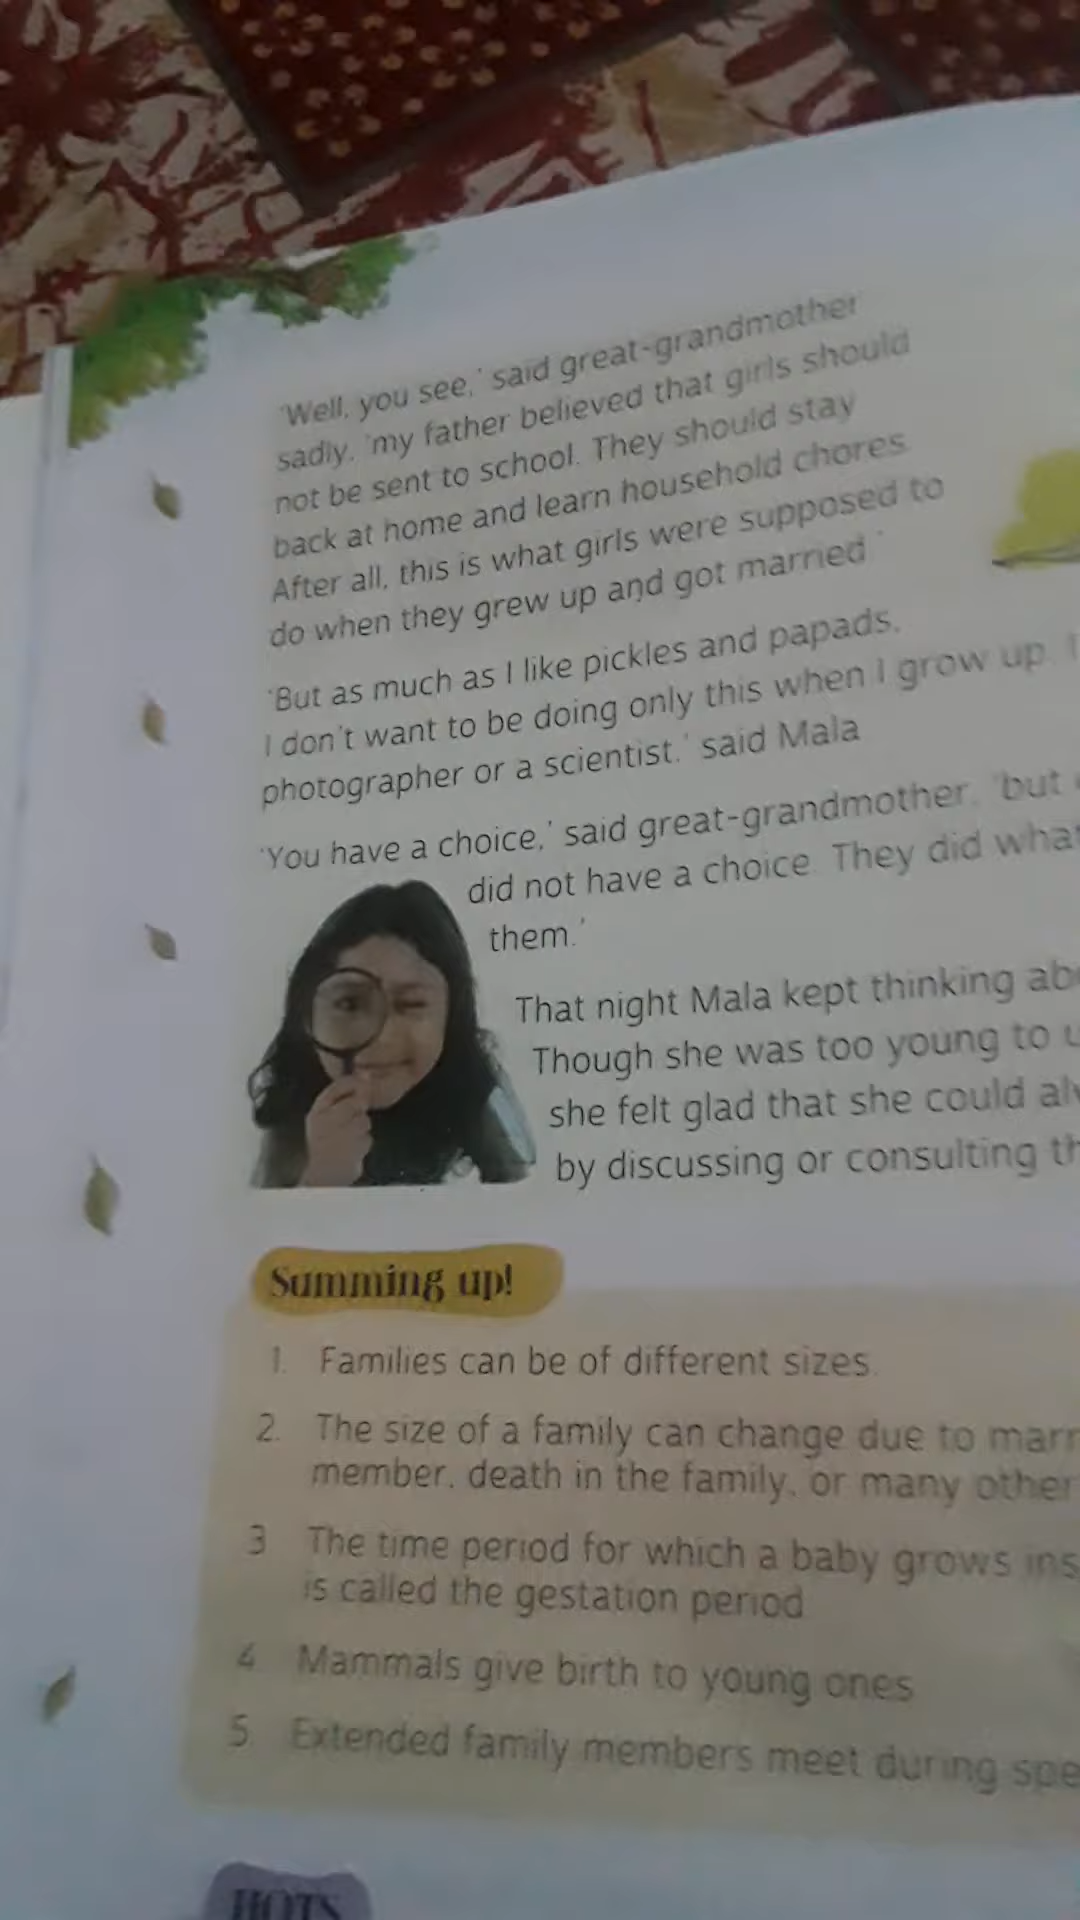 'Well, you see,' said great-grandmother
sadly, 'my father believed that girls should
not be sent to school. They should stay
back at home and learn household chores.
After all, this is what girls were supposed to
do when they grew up and got married.'
'But as much as I like pickles and papads,
I don't want to be doing only this when I grow up. I
photographer or a scientist,' said Mala
'You have a choice,' said great-grandmother, 'but
did not have a choice. They did
them.'
That night Mala kept thinking
Though she was too young to
she felt glad that she could
by discussing or consulting
Summing up!
1. Families can be of different sizes.
2. The size of a family can change due to
member, death in the family, or many other
3 The time period for which a baby grows
is called the gestation period
4 Mammals give birth to young ones
5. Extended family members meet during
HOTS